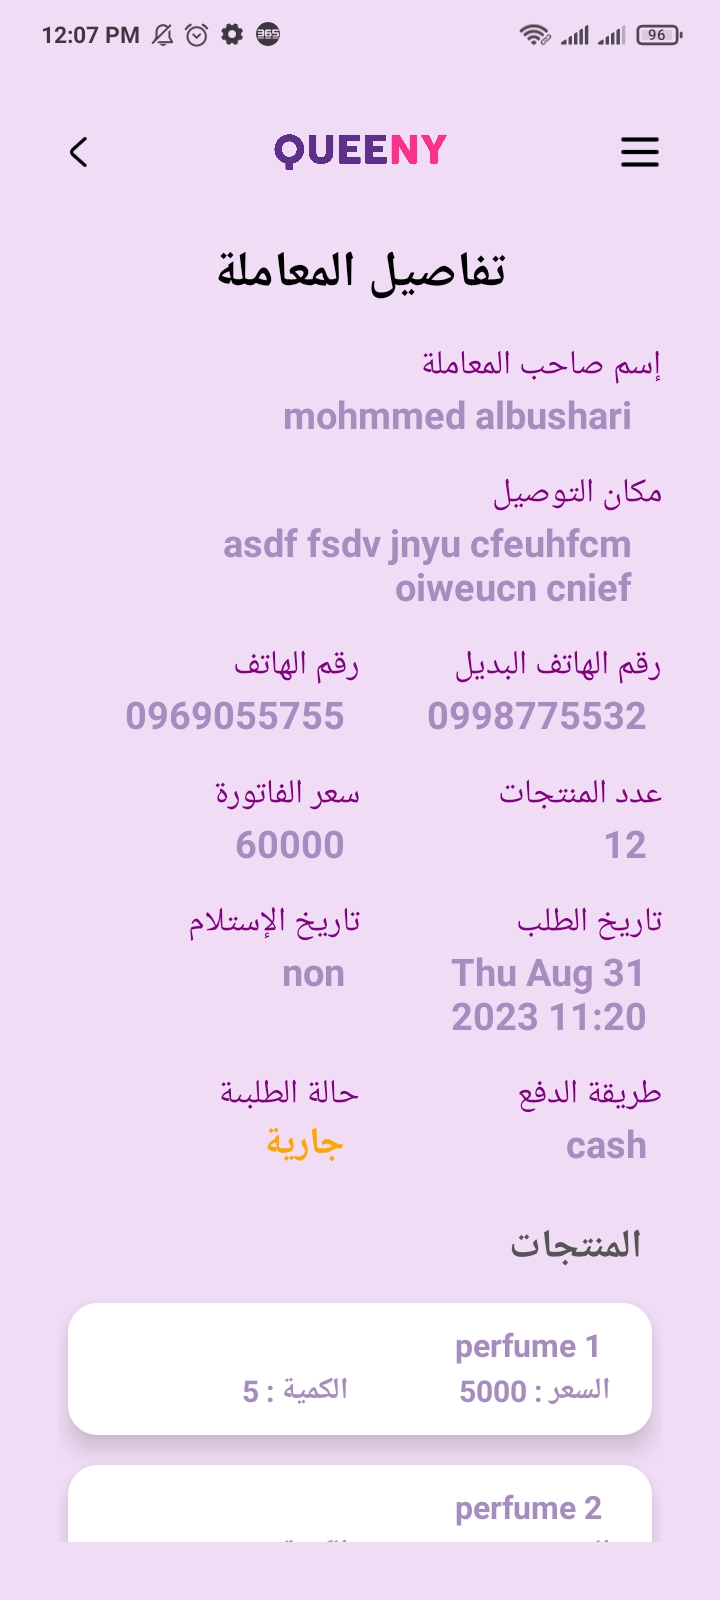 12:07 PM
96
QUEENY
تفاصيل المعاملة
إسم صاحب المعاملة
mohmmed albushari
مكان التوصيل
asdf fsdv jnyu cfeuhfcm
oiweucn cnief
رقم الهاتف البديل
0998775532
رقم الهاتف
0969055755
عدد المنتجات
12
سعر الفاتورة
60000
تاريخ الطلب
Thu Aug 31
2023 11:20
تاريخ الإستلام
non
طريقة الدفع
cash
حالة الطلبىة
جارية
المنتجات
perfume 1
السعر : 5000
الكمية : 5
perfume 2